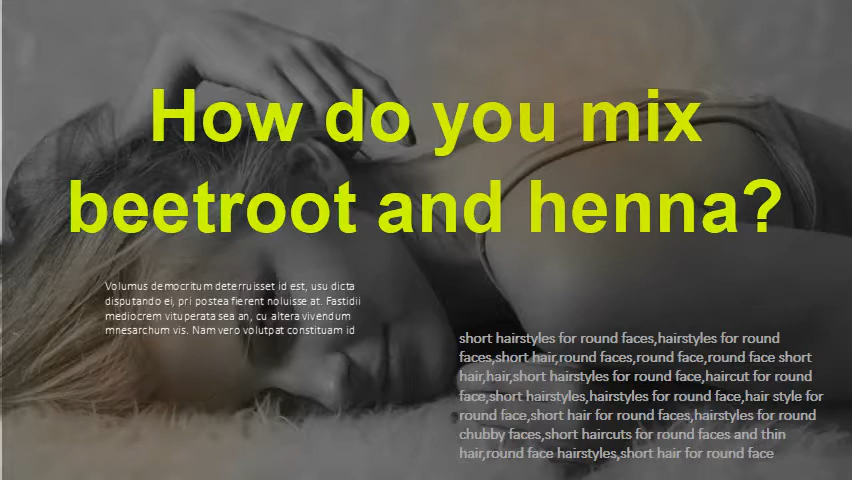 How do you mix
beetroot and henna?
Volumus democritum deterruisset id est, usu dicta
disputando ei, pri postea fierent noluisse at. Fastidii
mediocrem vituperata sea an, cu altera vivendum
mnesarchum vis. Nam vero volutpat constituam id
short hairstyles for round faces,hairstyles for round
faces,short hair,round faces,round face,round face short
hair,hair,short hairstyles for round face,haircut for round
face,short hairstyles,hairstyles for round face,hair style for
round face,short hair for round faces,hairstyles for round
chubby faces,short haircuts for round faces and thin
hair,round face hairstyles,short hair for round face